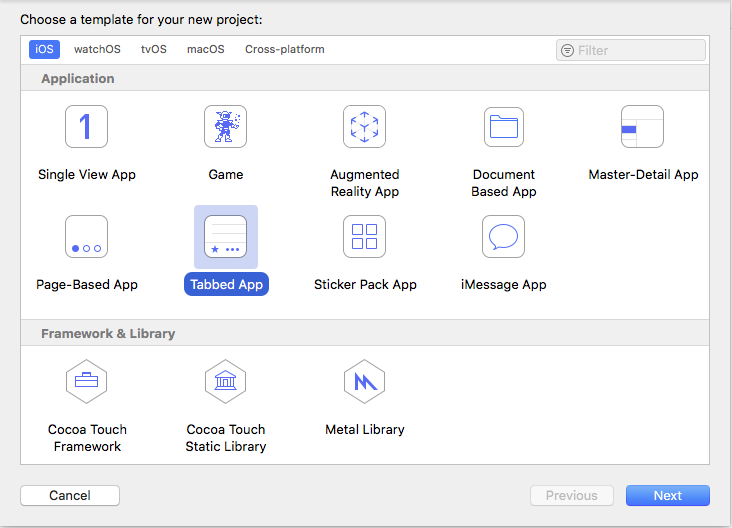 Choose a template for your new project:
iOS watchOS tvOS macOS Cross-platform Filter
Application
1
Single View App Game Augmented Reality App Document Based App Master-Detail App
Page-Based App Tabbed App Sticker Pack App iMessage App
Framework & Library
Cocoa Touch Framework Cocoa Touch Static Library Metal Library
Cancel Previous Next